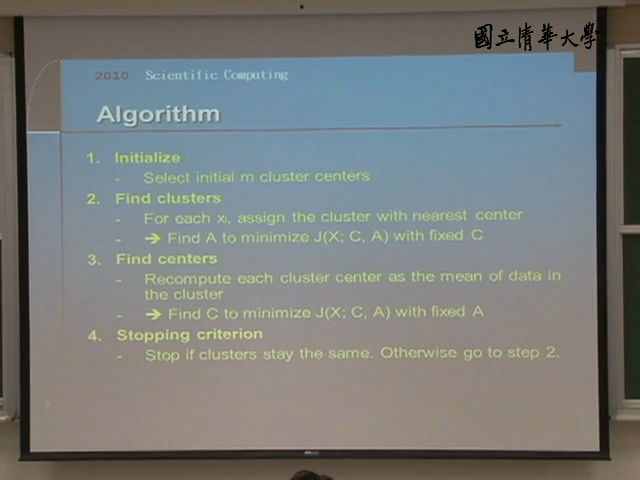 國立清華大學
2010 Scientific Computing
Algorithm
1. Initialize
- Select initial m cluster centers
2. Find clusters
- For each xᵢ, assign the cluster with nearest center
- ➔ Find A to minimize J(X; C, A) with fixed C
3. Find centers
- Recompute each cluster center as the mean of data in
the cluster
- ➔ Find C to minimize J(X; C, A) with fixed A
4. Stopping criterion
- Stop if clusters stay the same. Otherwise go to step 2.